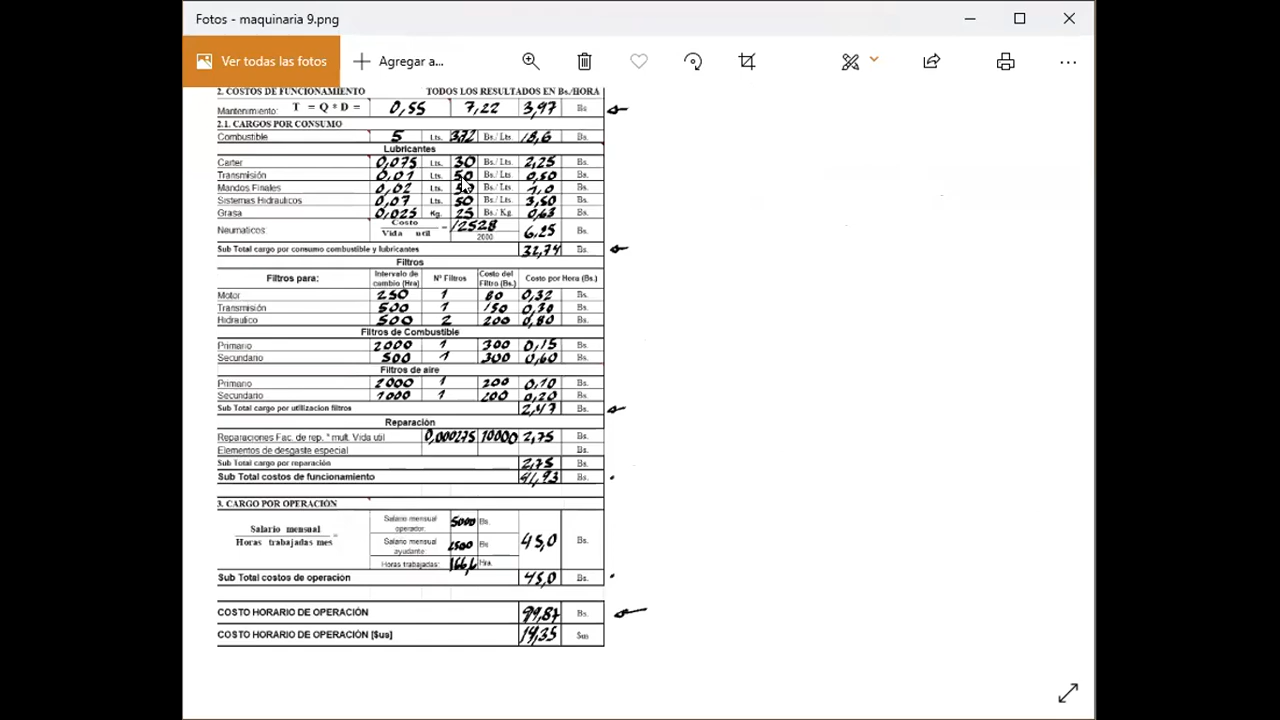 Fotos - maquinaria 9.png
Ver todas las fotos
Agregar a...
2. COSTOS DE FUNCIONAMIENTO TODOS LOS RESULTADOS EN Bs./HORA
Mantenimiento: T = Q * D = 0,55 7,22 3,97 Bs
2.1. CARGOS POR CONSUMO
Combustible 5 Lts. 3,72 Bs./ Lts. 18,6 Bs.
Lubricantes
Carter 0,075 Lts. 30 Bs./ Lts. 2,25 Bs.
Transmisión 0,01 Lts. 50 Bs./ Lts. 0,50 Bs.
Mandos Finales 0,02 Lts. Bs./ Lts. 1,0 Bs.
Sistemas Hidraulicos 0,07 Lts. 50 Bs./ Lts. 3,50 Bs.
Grasa 0,025 Kg. 25 Bs./ Kg. 0,63 Bs.
Neumaticos: Costo
Vida util = 12528
2000 6,25 Bs.
Sub Total cargo por consumo combustible y lubricantes 32,74 Bs.
Filtros
Filtros para: Intervalo de cambio (Hra) Nº Filtros Costo del Filtro (Bs.) Costo por Hora (Bs.)
Motor 250 1 80 0,32 Bs.
Transmisión 500 1 150 0,30 Bs.
Hidraulico 500 2 200 0,80 Bs.
Filtros de Combustible
Primario 2000 1 300 0,15 Bs.
Secundario 500 1 300 0,60 Bs.
Filtros de aire
Primario 2000 1 200 0,10 Bs.
Secundario 1000 1 200 0,20 Bs.
Sub Total cargo por utilizacion filtros 2,47 Bs.
Reparación
Reparaciones Fac. de rep. * mult. Vida util 0,000275 10000 2,75 Bs.
Elementos de desgaste especial Bs.
Sub Total cargo por reparación 2,75 Bs.
Sub Total costos de funcionamiento 41,93 Bs.
3. CARGO POR OPERACIÓN
Salario mensual
Horas trabajadas mes =
Salario mensual operador: 5000 Bs.
Salario mensual ayudante: 2500 Bs
Horas trabajadas: 166,6 Hra.
45,0 Bs.
Sub Total costos de operación 45,0 Bs.
COSTO HORARIO DE OPERACIÓN 99,87 Bs.
COSTO HORARIO DE OPERACIÓN [$us] 14,35 $us